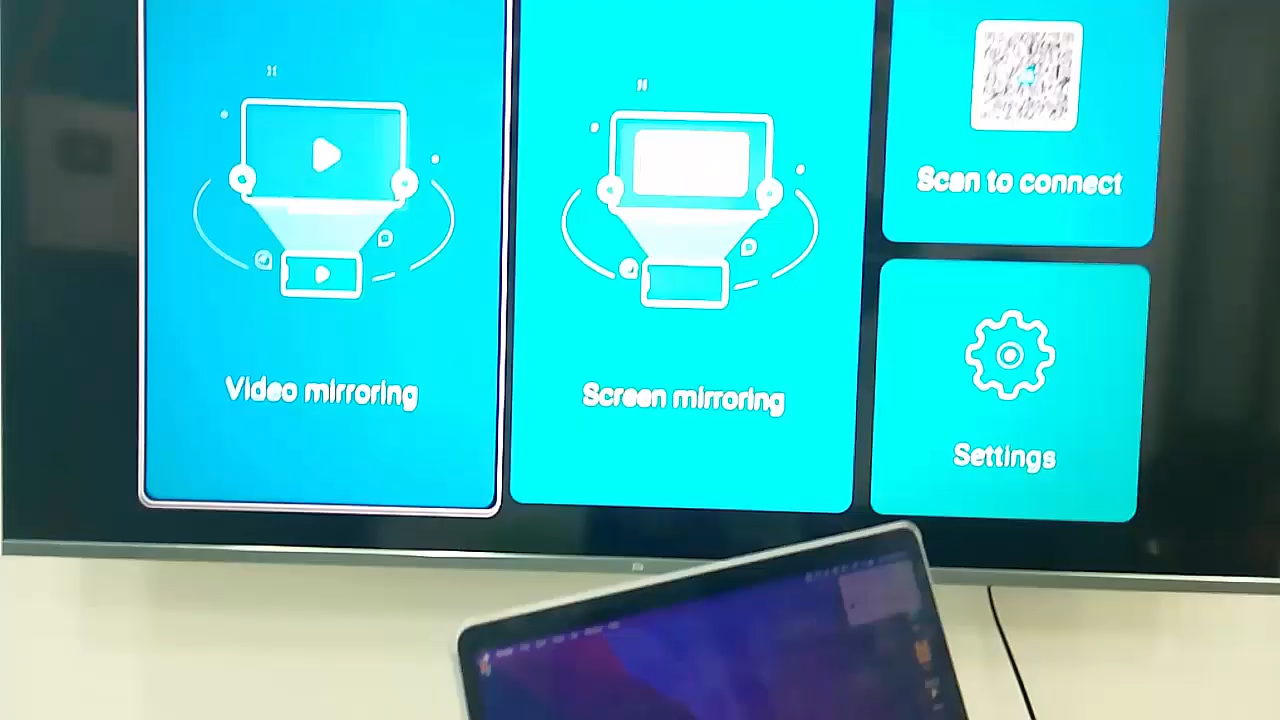 Scan to connect
Video mirroring
Screen mirroring
Settings